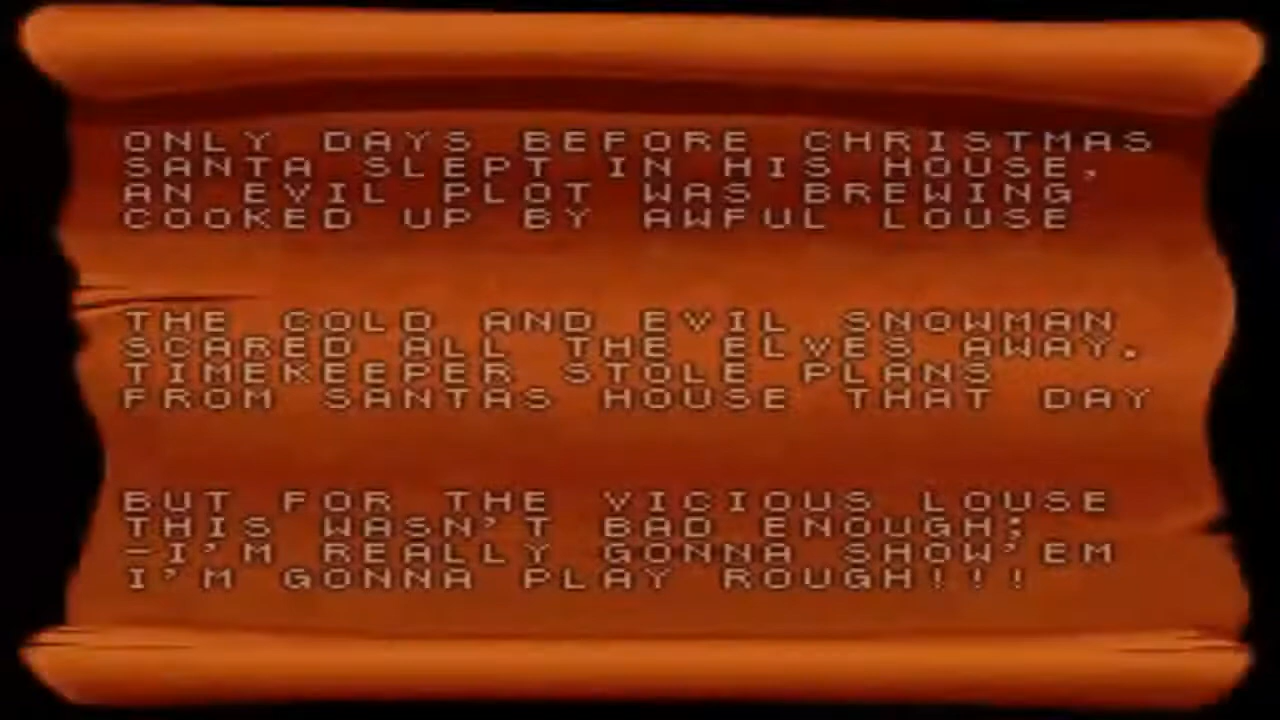 ONLY DAYS BEFORE CHRISTMAS
SANTA SLEPT IN HIS HOUSE,
AN EVIL PLOT WAS BREWING
COOKED UP BY AWFUL LOUSE
THE COLD AND EVIL SNOWMAN
SCARED ALL THE ELVES AWAY.
TIMEKEEPER STOLE PLANS
FROM SANTAS HOUSE THAT DAY
BUT FOR THE VICIOUS LOUSE
THIS WASN'T BAD ENOUGH;
-I'M REALLY GONNA SHOW'EM
I'M GONNA PLAY ROUGH!!!